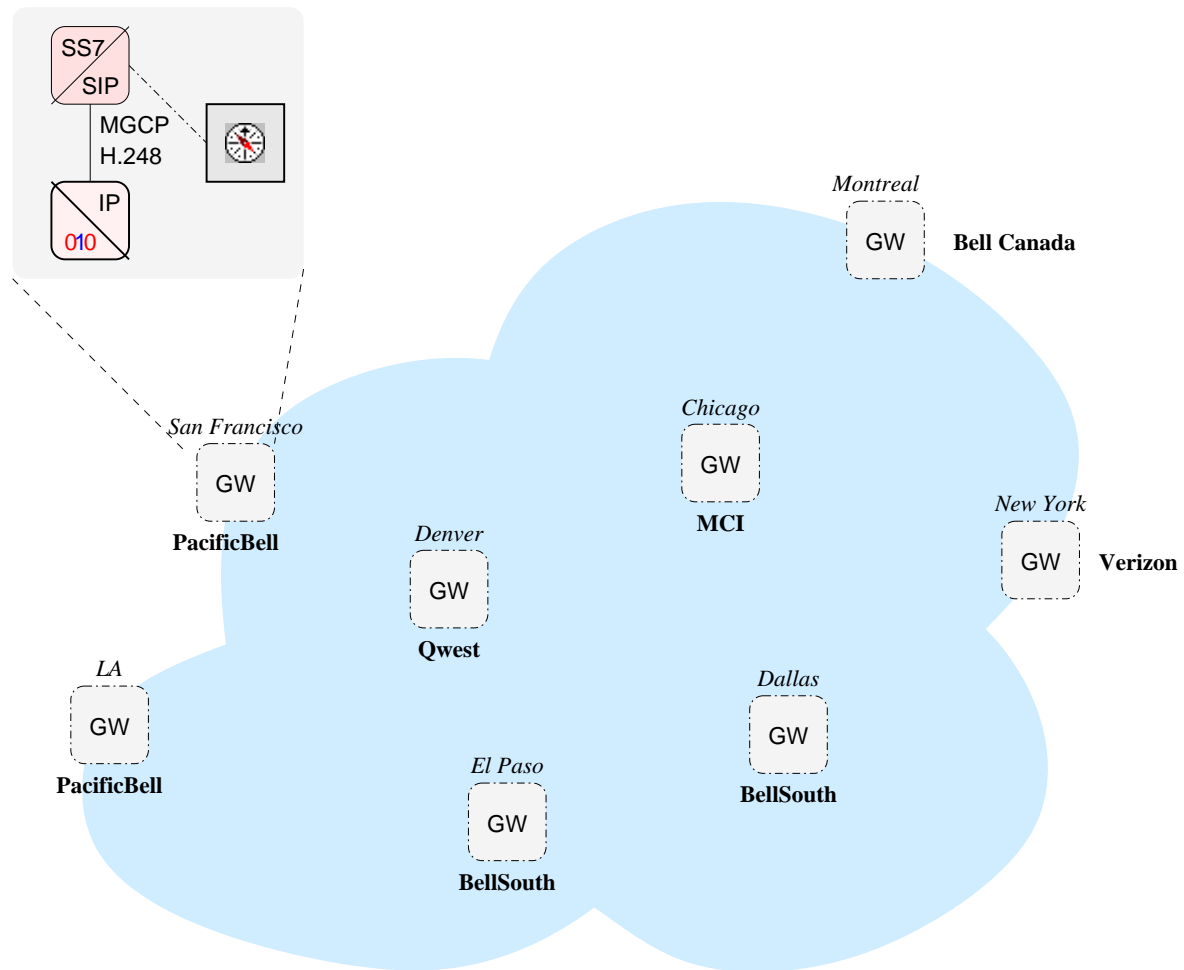 SS7
SIP
MGCP
H.248
IP
010
Montreal
GW
Bell Canada
San Francisco
GW
PacificBell
Chicago
GW
MCI
New York
GW
Verizon
Denver
GW
Qwest
LA
GW
PacificBell
Dallas
GW
BellSouth
El Paso
GW
BellSouth